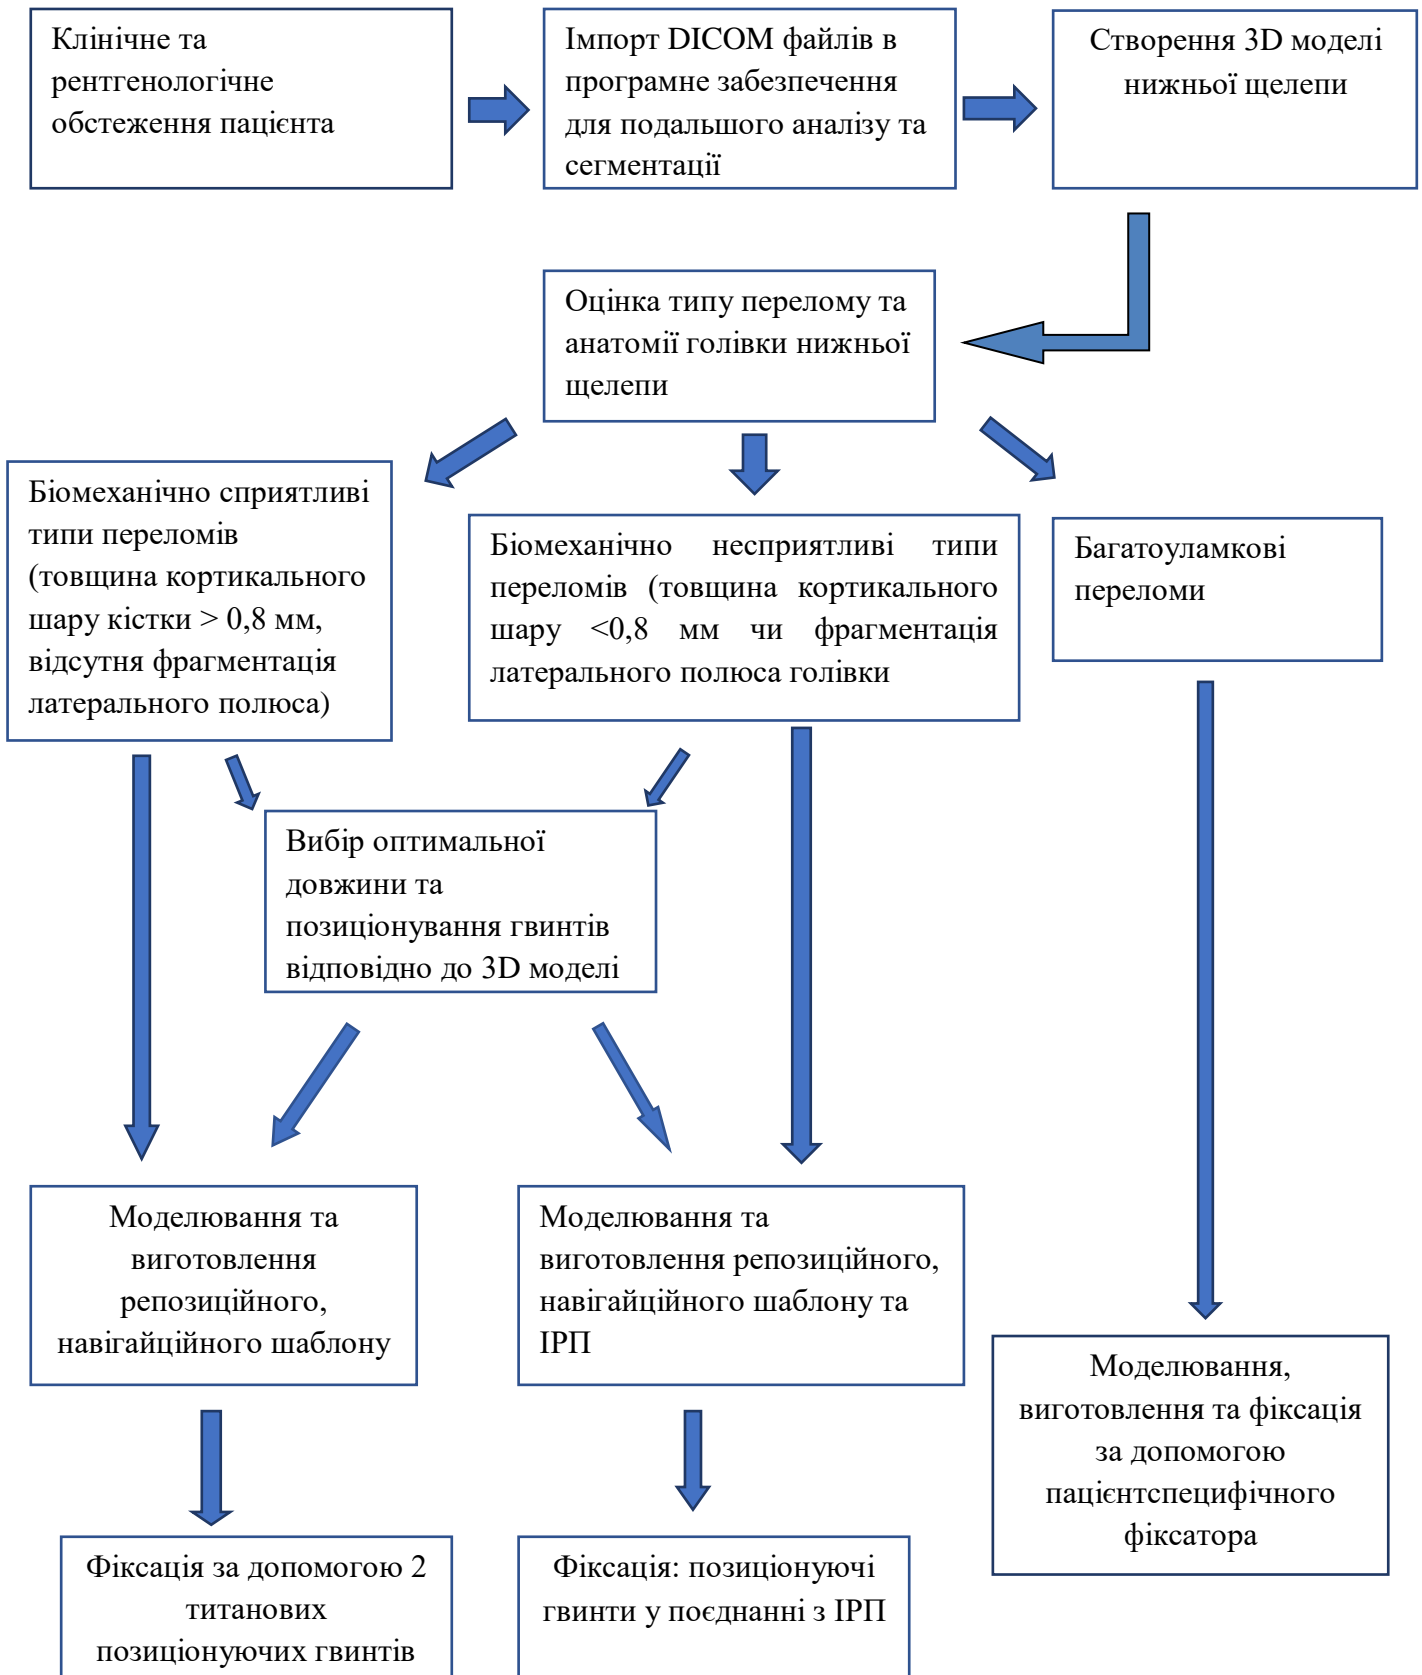 Клінічне та
рентгенологічне
обстеження пацієнта
Імпорт DICOM файлів в
програмне забезпечення
для подальшого аналізу та
сегментації
Створення 3D моделі
нижньої щелепи
Оцінка типу перелому та
анатомії голівки нижньої
щелепи
Біомеханічно сприятливі
типи переломів
(товщина кортикального
шару кістки > 0,8 мм,
відсутня фрагментація
латерального полюса)
Біомеханічно несприятливі типи
переломів (товщина кортикального
шару <0,8 мм чи фрагментація
латерального полюса голівки
Багатоуламкові
переломи
Вибір оптимальної
довжини та
позиціонування гвинтів
відповідно до 3D моделі
Моделювання та
виготовлення
репозиційного,
навігайційного шаблону
Моделювання та
виготовлення репозиційного,
навігайційного шаблону та
ІРП
Моделювання,
виготовлення та фіксація
за допомогою
пацієнтспецифічного
фіксатора
Фіксація за допомогою 2
титанових
позиціонуючих гвинтів
Фіксація: позиціонуючі
гвинти у поєднанні з ІРП